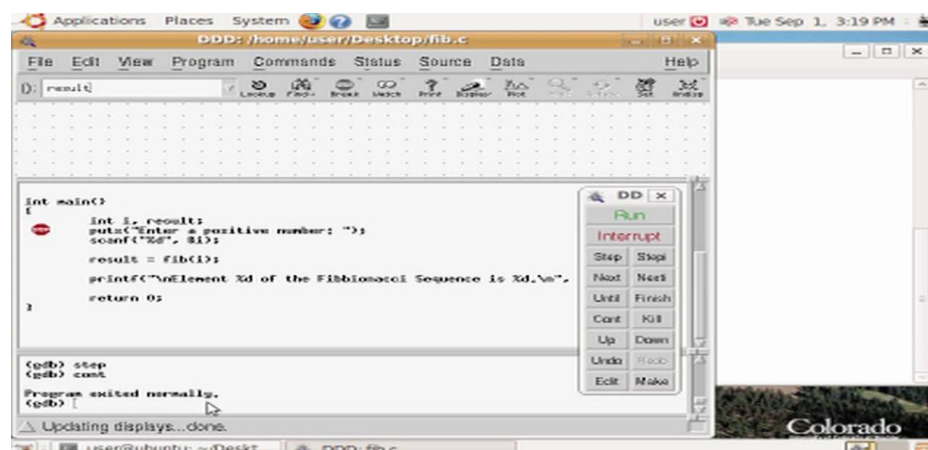 Applications Places System user Tue Sep 1, 3:19 PM
DDD: /home/user/Desktop/fib.c
File Edit View Program Commands Status Source Data Help
(): result
Lookup Find» Break Watch Print Display Plot Set Undisp
int main()
{
int i, result;
puts("Enter a positive number: ");
scanf("%d", &i);
result = fib(i);
printf("\nElement %d of the Fibbionacci Sequence is %d.\n",
return 0;
}
DD
Run
Interrupt
Step Stepi
Next Nexti
Until Finish
Cont Kill
Up Down
Undo Redo
Edit Make
(gdb) step
(gdb) cont
Program exited normally.
(gdb)
Updating displays...done.
user@ubuntu: ~/Deskt... DDD: fib.c
Colorado